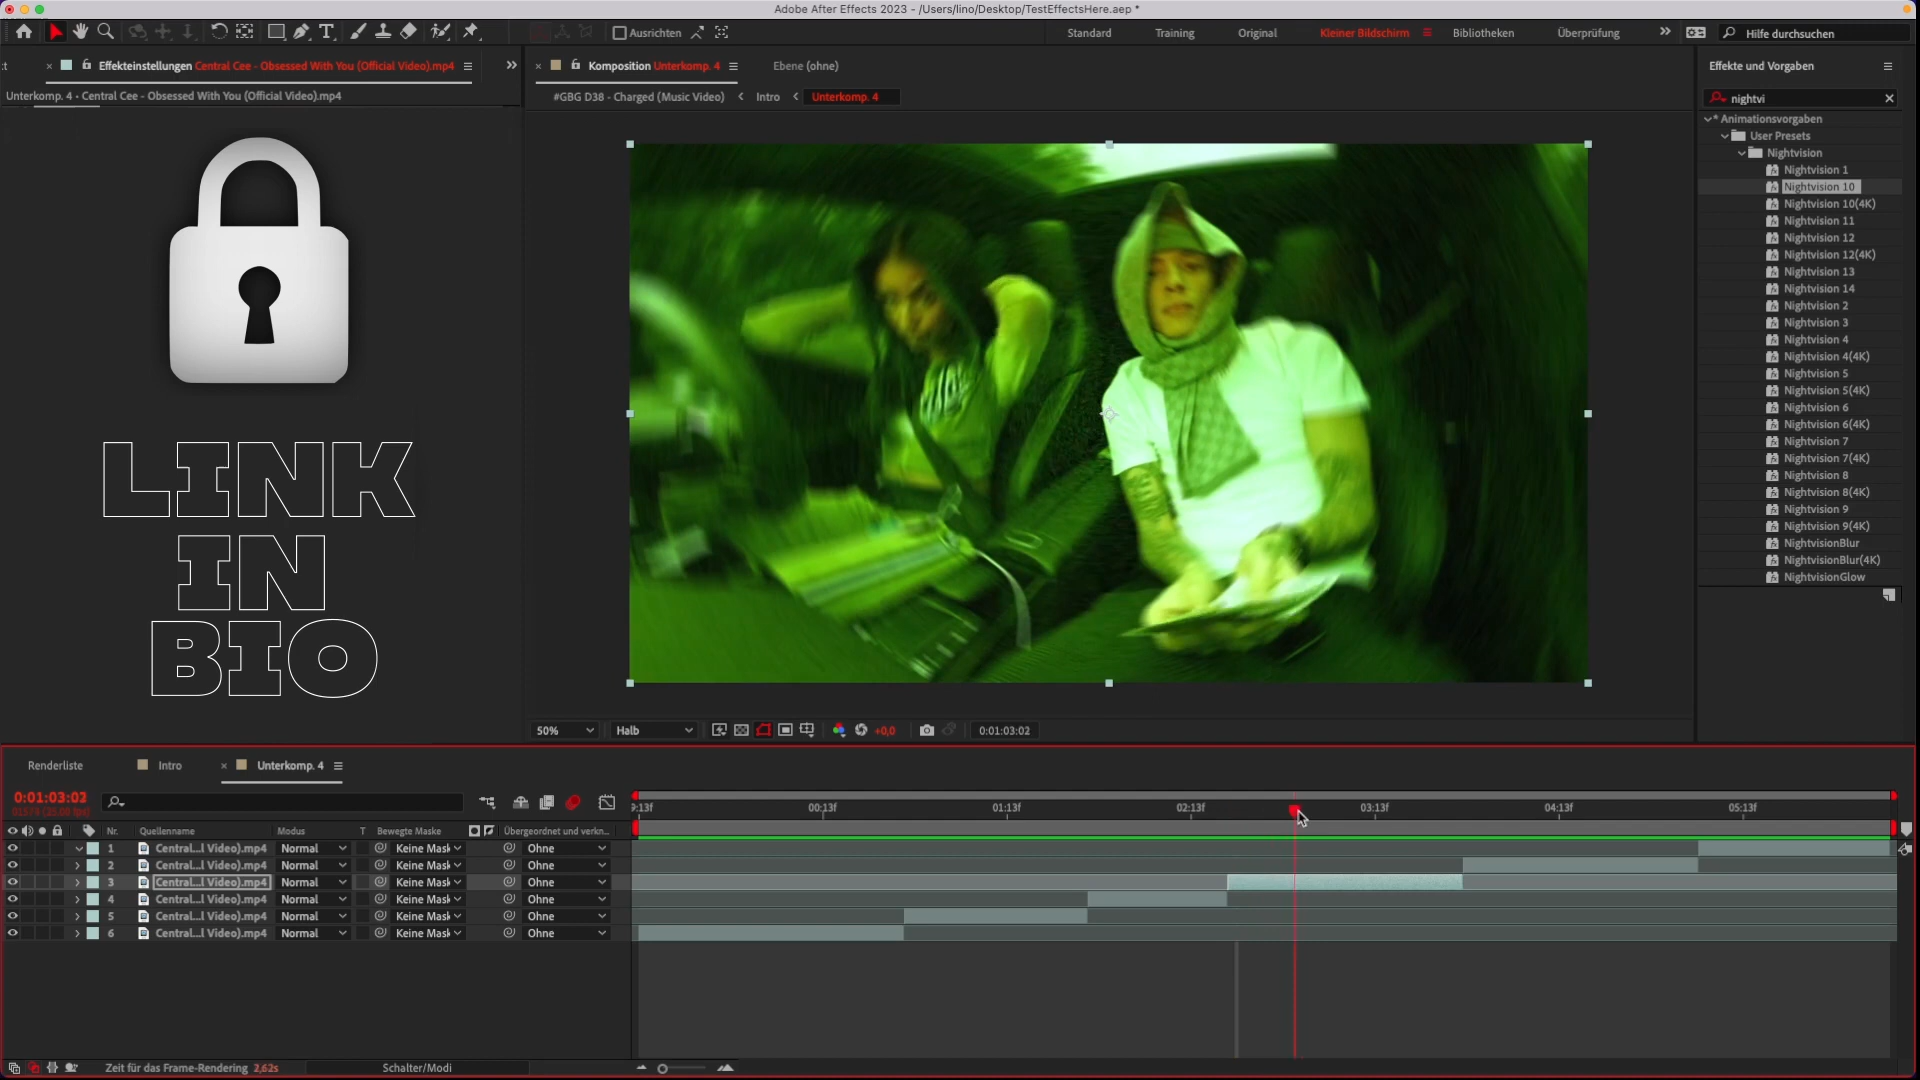 Adobe After Effects 2023 - /Users/lino/Desktop/TestEffectsHere.aep *
Ausrichten
Standard
Training
Original
Kleiner Bildschirm
Bibliotheken
Überprüfung
Hilfe durchsuchen
Effekteinstellungen Central Cee - Obsessed With You (Official Video).mp4
Unterkomp. 4 • Central Cee - Obsessed With You (Official Video).mp4
LINK
IN
BIO
Komposition Unterkomp. 4
Ebene (ohne)
#GBG D38 - Charged (Music Video)
Intro
Unterkomp. 4
50%
Halb
+0,0
0:01:03:02
Effekte und Vorgaben
nightvi
* Animationsvorgaben
User Presets
Nightvision
Nightvision 1
Nightvision 10
Nightvision 10(4K)
Nightvision 11
Nightvision 12
Nightvision 12(4K)
Nightvision 13
Nightvision 14
Nightvision 2
Nightvision 3
Nightvision 4
Nightvision 4(4K)
Nightvision 5
Nightvision 5(4K)
Nightvision 6
Nightvision 6(4K)
Nightvision 7
Nightvision 7(4K)
Nightvision 8
Nightvision 8(4K)
Nightvision 9
Nightvision 9(4K)
NightvisionBlur
NightvisionBlur(4K)
NightvisionGlow
Renderliste
Intro
Unterkomp. 4
0:01:03:02
9:13f 00:13f 01:13f 02:13f 03:13f 04:13f 05:13f
Nr. Quellenname Modus T Bewegte Maske Übergeordnet und verkn...
1 Central...l Video).mp4 Normal Keine Mask Ohne
2 Central...l Video).mp4 Normal Keine Mask Ohne
3 Central...l Video).mp4 Normal Keine Mask Ohne
4 Central...l Video).mp4 Normal Keine Mask Ohne
5 Central...l Video).mp4 Normal Keine Mask Ohne
6 Central...l Video).mp4 Normal Keine Mask Ohne
Zeit für das Frame-Rendering 2,62s
Schalter/Modi